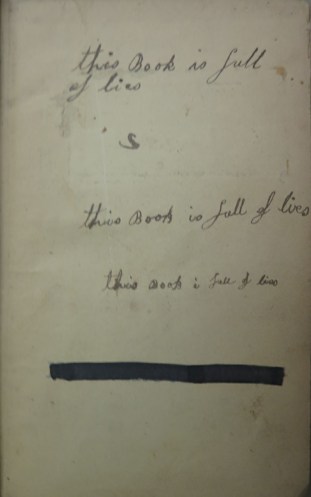 this Book is full
of lies
s
this Book is full of lies
this Book i full of lies